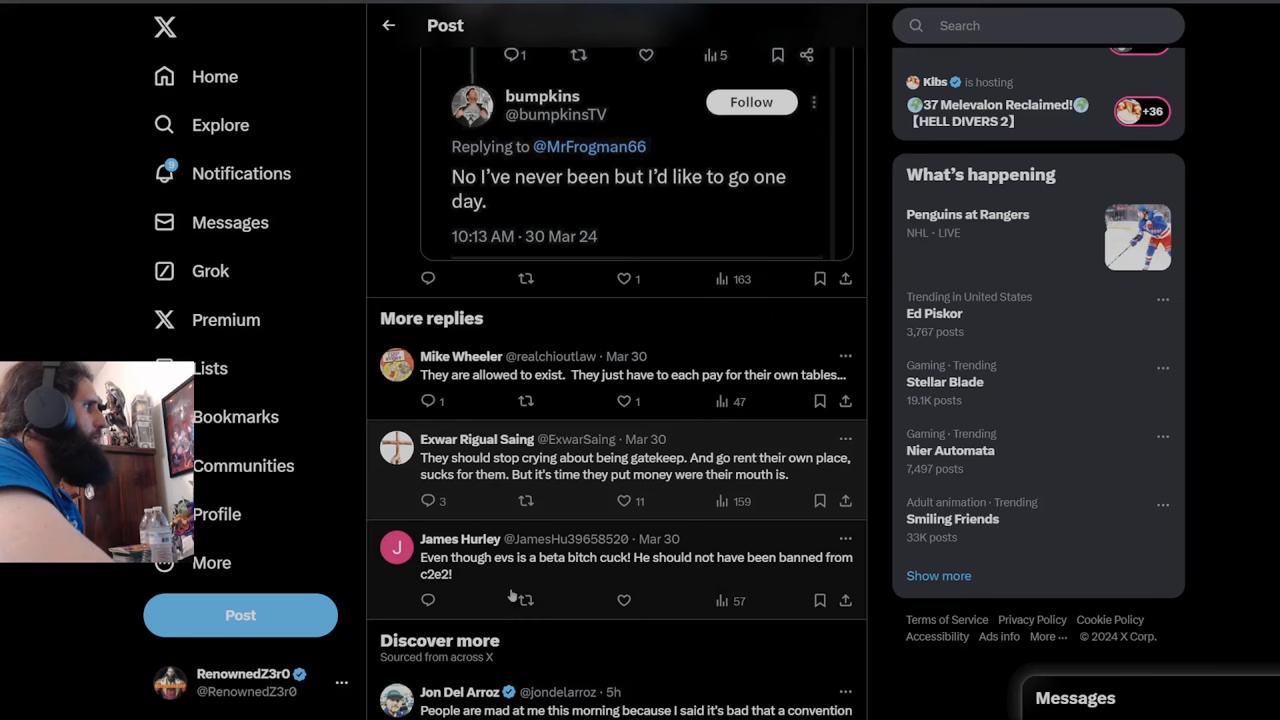 Post
Search
1
5
Kibs is hosting
🌍37 Melevalon Reclaimed!🌍
【HELL DIVERS 2】
+36
bumpkins
@bumpkinsTV
Follow
Replying to @MrFrogman66
No I’ve never been but I’d like to go one
day.
10:13 AM · 30 Mar 24
1
163
Home
Explore
9
Notifications
Messages
Grok
Premium
Lists
Bookmarks
Communities
Profile
More
Post
RenownedZ3r0
@RenownedZ3r0
More replies
Mike Wheeler @realchioutlaw · Mar 30
They are allowed to exist. They just have to each pay for their own tables...
1
1
47
Exwar Rigual Saing @ExwarSaing · Mar 30
They should stop crying about being gatekeep. And go rent their own place,
sucks for them. But it's time they put money were their mouth is.
3
11
159
J
James Hurley @JamesHu39658520 · Mar 30
Even though evs is a beta bitch cuck! He should not have been banned from
c2e2!
57
Discover more
Sourced from across X
Jon Del Arroz @jondelarroz · 5h
People are mad at me this morning because I said it's bad that a convention
What’s happening
Penguins at Rangers
NHL · LIVE
Trending in United States
Ed Piskor
3,767 posts
Gaming · Trending
Stellar Blade
19.1K posts
Gaming · Trending
Nier Automata
7,497 posts
Adult animation · Trending
Smiling Friends
33K posts
Show more
Terms of Service Privacy Policy Cookie Policy
Accessibility Ads info More ··· © 2024 X Corp.
Messages